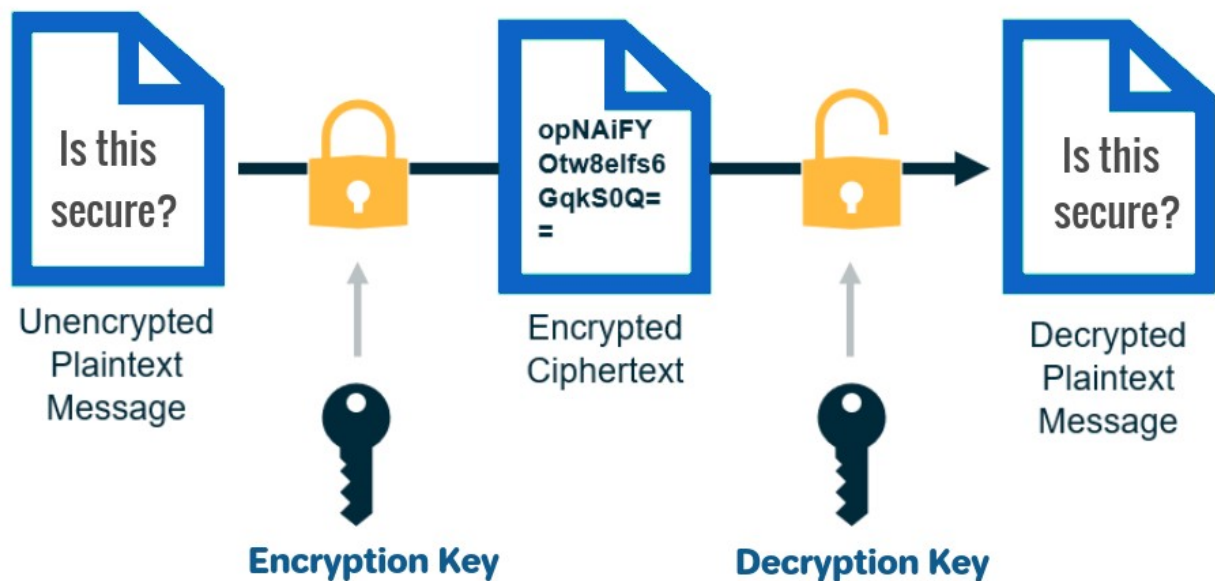 Is this
secure?
opNAiFY
Otw8elfs6
GqkS0Q=
=
Is this
secure?
Unencrypted
Plaintext
Message
Encrypted
Ciphertext
Decrypted
Plaintext
Message
Encryption Key
Decryption Key